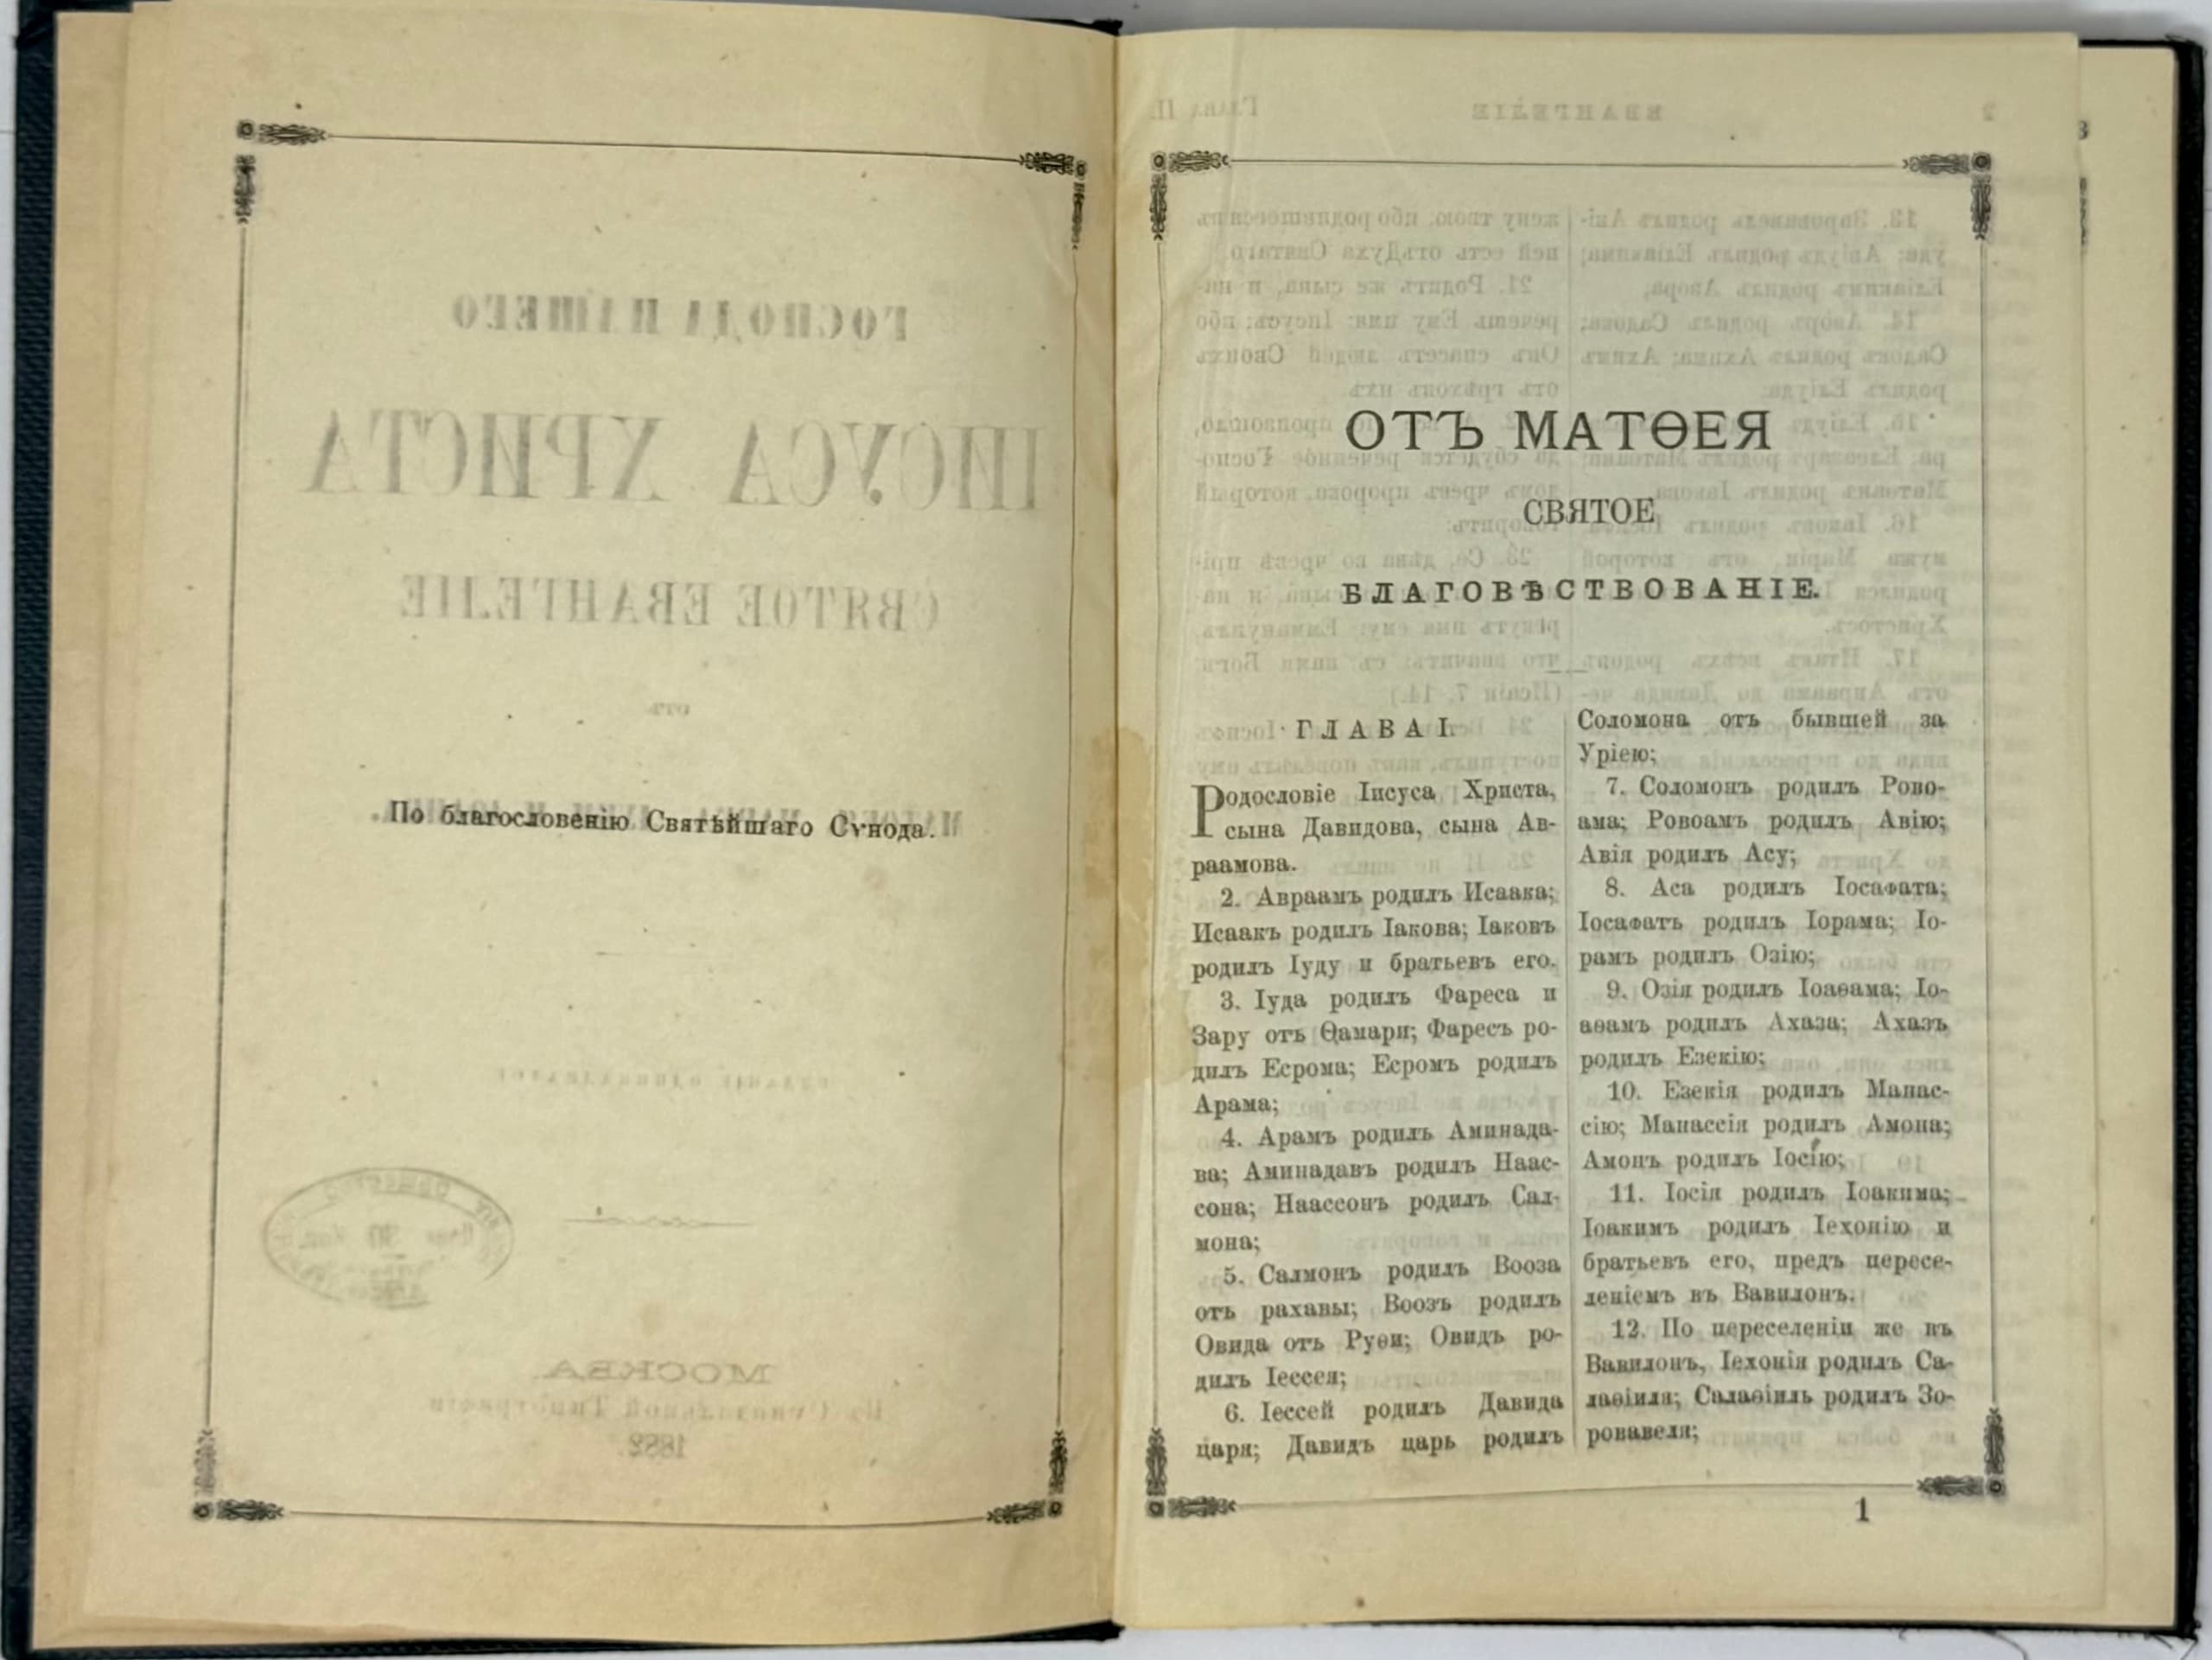 По благословенію Святѣйшаго Сѵнода.
ОТЪ МАТѲЕЯ
СВЯТОЕ
БЛАГОВѢСТВОВАНІЕ.
ГЛАВА I.
Родословіе Іисуса Христа,
сына Давидова, сына Ав-
раамова.
2. Авраамъ родилъ Исаака;
Исаакъ родилъ Іакова; Іаковъ
родилъ Іуду и братьевъ его.
3. Іуда родилъ Фареса и
Зару отъ Ѳамари; Фаресъ ро-
дилъ Есрома; Есромъ родилъ
Арама;
4. Арамъ родилъ Аминада-
ва; Аминадавъ родилъ Наас-
сона; Наассонъ родилъ Сал-
мона;
5. Салмонъ родилъ Вооза
отъ рахавы; Воозъ родилъ
Овида отъ Руѳи; Овидъ ро-
дилъ Іессея;
6. Іессей родилъ Давида
царя; Давидъ царь родилъ
Соломона отъ бывшей за
Уріею;
7. Соломонъ родилъ Рово-
ама; Ровоамъ родилъ Авію;
Авія родилъ Асу;
8. Аса родилъ Іосафата;
Іосафатъ родилъ Іорама; Іо-
рамъ родилъ Озію;
9. Озія родилъ Іоаѳама; Іо-
аѳамъ родилъ Ахаза; Ахазъ
родилъ Езекію;
10. Езекія родилъ Манас-
сію; Манассія родилъ Амона;
Амонъ родилъ Іосію;
11. Іосія родилъ Іоакима;
Іоакимъ родилъ Іехонію и
братьевъ его, предъ пересе-
леніемъ въ Вавилонъ.
12. По переселеніи же въ
Вавилонъ, Іехонія родилъ Са-
лаѳіиля; Салаѳіиль родилъ Зо-
ровавеля;
1